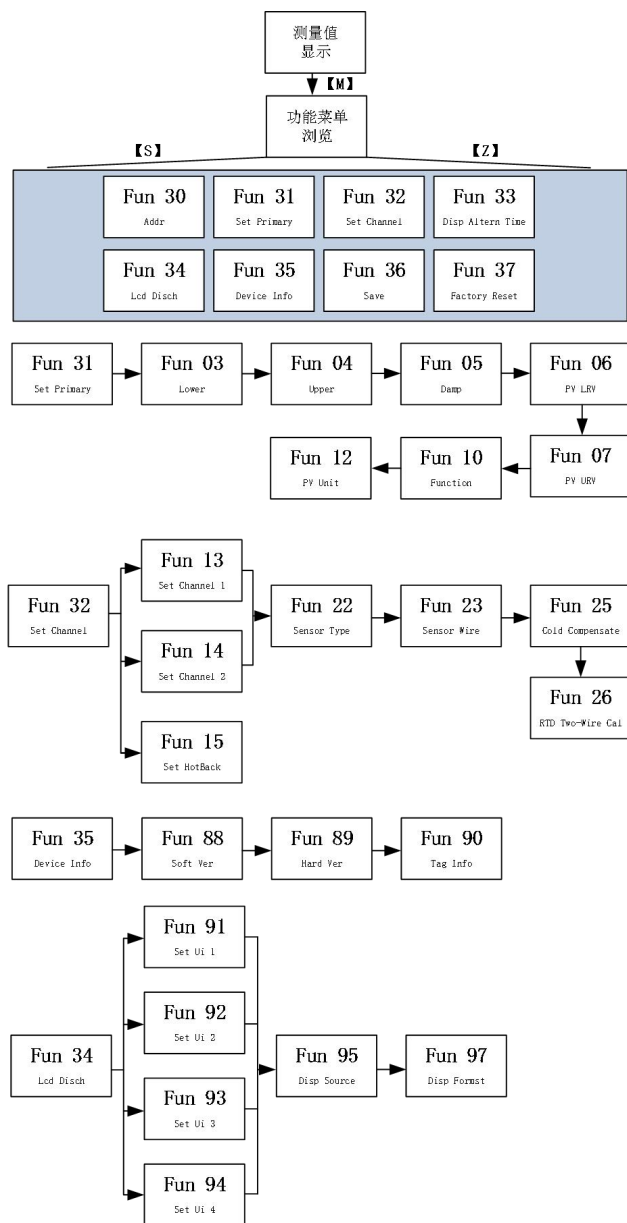 测量值
显示
【M】
功能菜单
浏览
【S】
【Z】
Fun 30
Addr
Fun 31
Set Primary
Fun 32
Set Channel
Fun 33
Disp Altern Time
Fun 34
Lcd Disch
Fun 35
Device Info
Fun 36
Save
Fun 37
Factory Reset
Fun 31
Set Primary
Fun 03
Lower
Fun 04
Upper
Fun 05
Damp
Fun 06
PV LRV
Fun 12
PV Unit
Fun 10
Function
Fun 07
PV URV
Fun 32
Set Channel
Fun 13
Set Channel 1
Fun 14
Set Channel 2
Fun 15
Set HotBack
Fun 22
Sensor Type
Fun 23
Sensor Wire
Fun 25
Cold Compensate
Fun 26
RTD Two-Wire Cal
Fun 35
Device Info
Fun 88
Soft Ver
Fun 89
Hard Ver
Fun 90
Tag Info
Fun 34
Lcd Disch
Fun 91
Set Ui 1
Fun 92
Set Ui 2
Fun 93
Set Ui 3
Fun 94
Set Ui 4
Fun 95
Disp Source
Fun 97
Disp Formst